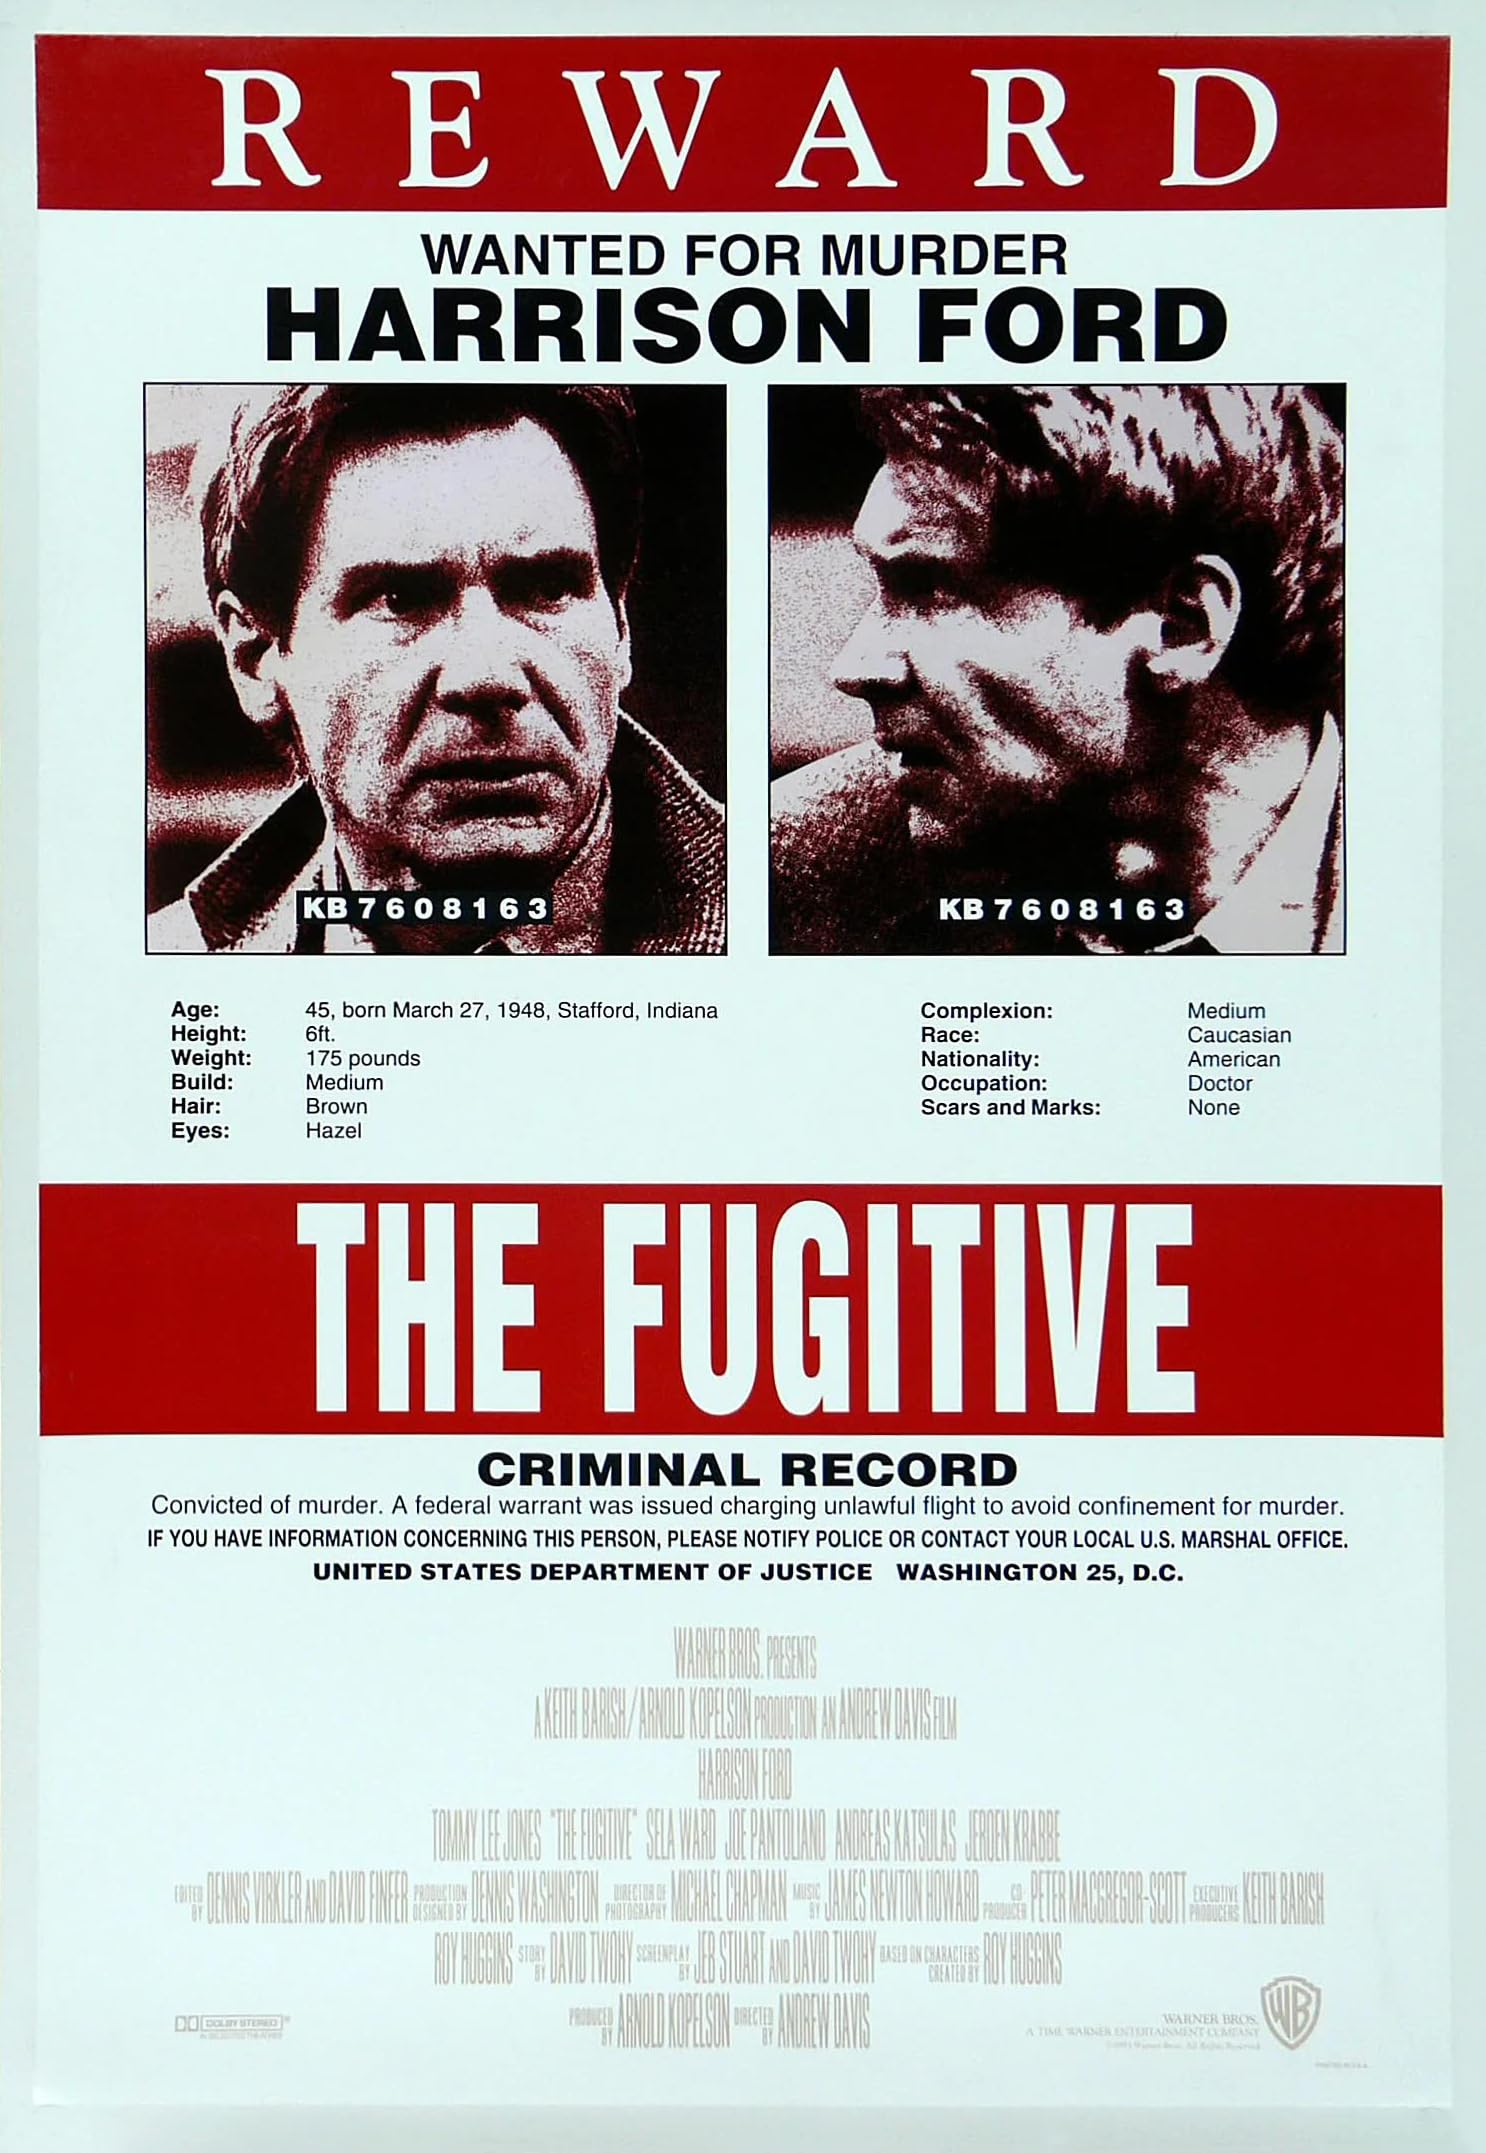 REWARD
WANTED FOR MURDER
HARRISON FORD
KB7608163
KB7608163
Age: 45, born March 27, 1948, Stafford, Indiana
Height: 6ft.
Weight: 175 pounds
Build: Medium
Hair: Brown
Eyes: Hazel
Complexion: Medium
Race: Caucasian
Nationality: American
Occupation: Doctor
Scars and Marks: None
THE FUGITIVE
CRIMINAL RECORD
Convicted of murder. A federal warrant was issued charging unlawful flight to avoid confinement for murder.
IF YOU HAVE INFORMATION CONCERNING THIS PERSON, PLEASE NOTIFY POLICE OR CONTACT YOUR LOCAL U.S. MARSHAL OFFICE.
UNITED STATES DEPARTMENT OF JUSTICE WASHINGTON 25, D.C.
WARNER BROS. PRESENTS
A KEITH BARISH/ARNOLD KOPELSON PRODUCTION AN ANDREW DAVIS FILM
HARRISON FORD
TOMMY LEE JONES "THE FUGITIVE" SELA WARD JOE PANTOLIANO ANDREAS KATSULAS JEROEN KRABBE
EDITED BY DENNIS VIRKLER AND DAVID FINFER PRODUCTION DESIGNED BY DENNIS WASHINGTON DIRECTOR OF PHOTOGRAPHY MICHAEL CHAPMAN MUSIC BY JAMES NEWTON HOWARD CO-PRODUCER PETER MACGREGOR-SCOTT EXECUTIVE PRODUCERS KEITH BARISH
ROY HUGGINS STORY BY DAVID TWOHY SCREENPLAY BY JEB STUART AND DAVID TWOHY BASED ON CHARACTERS CREATED BY ROY HUGGINS
PRODUCED BY ARNOLD KOPELSON DIRECTED BY ANDREW DAVIS
DOLBY STEREO
IN SELECTED THEATRES
WARNER BROS.
A TIME WARNER ENTERTAINMENT COMPANY
WB